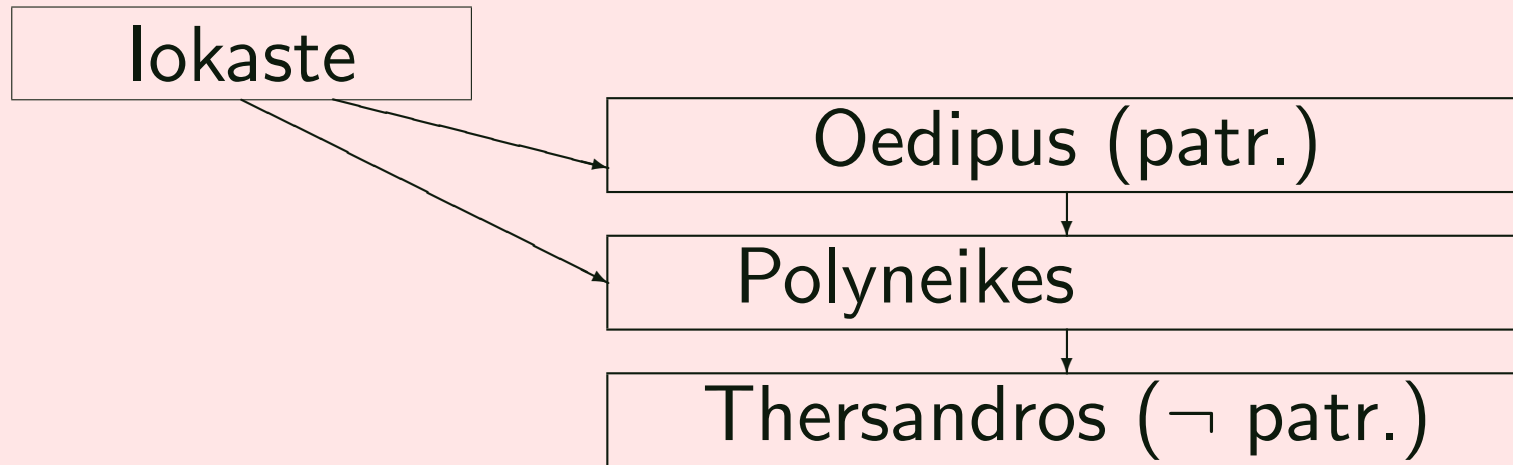 Iokaste
Oedipus (patr.)
Polyneikes
Thersandros (¬ patr.)